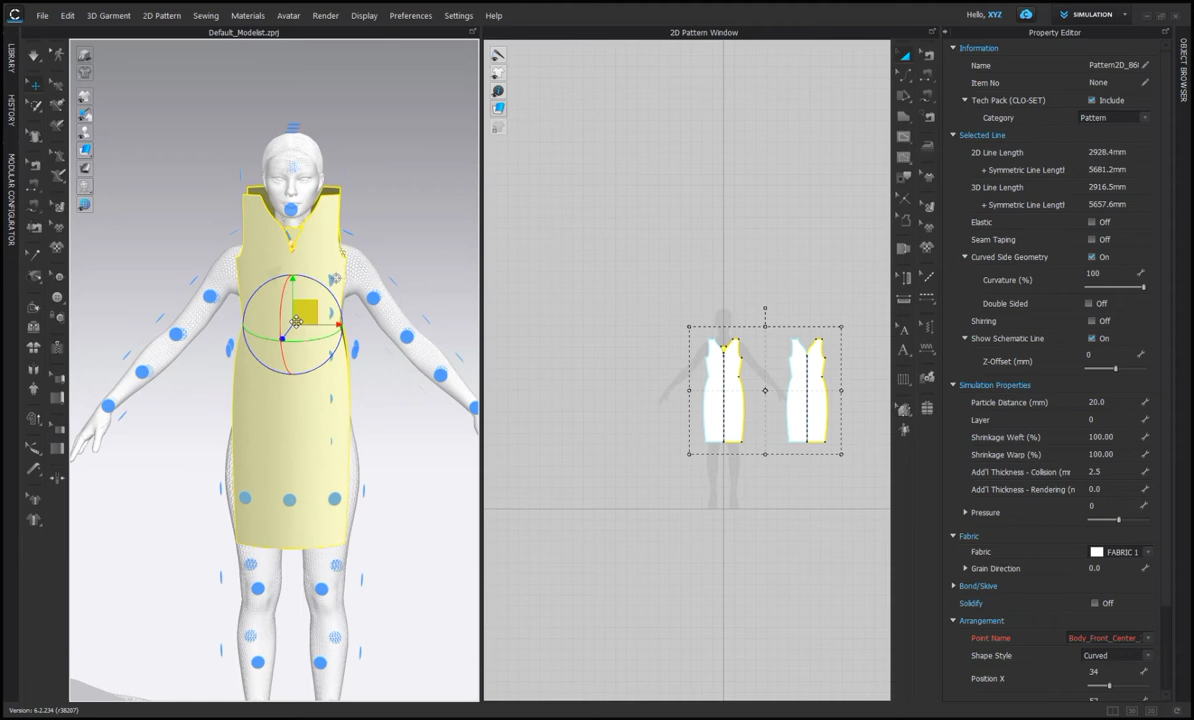 File Edit 3D Garment 2D Pattern Sewing Materials Avatar Render Display Preferences Settings Help
Hello, XYZ
SIMULATION
Default_Modelist.zprj
2D Pattern Window
Property Editor
LIBRARY
HISTORY
MODULAR CONFIGURATOR
OBJECT BROWSER
Information
Name Pattern2D_86
Item No None
Tech Pack (CLO-SET) Include
Category Pattern
Selected Line
2D Line Length 2928.4mm
+ Symmetric Line Lengtl 5681.2mm
3D Line Length 2916.5mm
+ Symmetric Line Lengtl 5657.6mm
Elastic Off
Seam Taping Off
Curved Side Geometry On
Curvature (%) 100
Double Sided Off
Shirring Off
Show Schematic Line On
Z-Offset (mm) 0
Simulation Properties
Particle Distance (mm) 20.0
Layer 0
Shrinkage Weft (%) 100.00
Shrinkage Warp (%) 100.00
Add'l Thickness - Collision (mr 2.5
Add'l Thickness - Rendering (n 0.0
Pressure 0
Fabric
Fabric FABRIC 1
Grain Direction 0.0
Bond/Skive
Solidify Off
Arrangement
Point Name Body_Front_Center_
Shape Style Curved
Position X 34
Version: 6.2.234 (r38207)